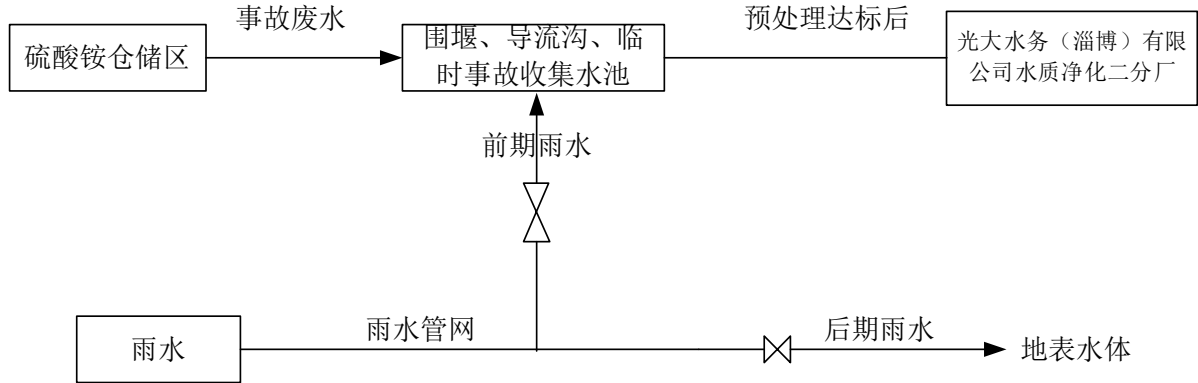 事故废水
预处理达标后
硫酸铵仓储区
围堰、导流沟、临
时事故收集水池
光大水务（淄博）有限
公司水质净化二分厂
前期雨水
雨水
雨水管网
后期雨水
地表水体